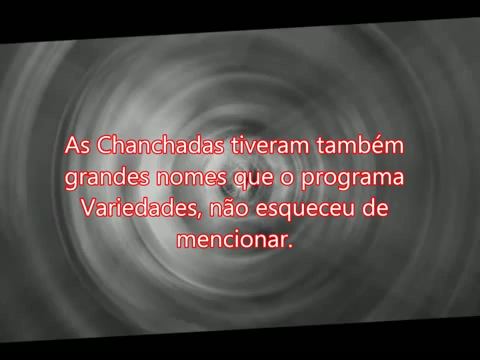 As Chanchadas tiveram também
grandes nomes que o programa
Variedades, não esqueceu de
mencionar.